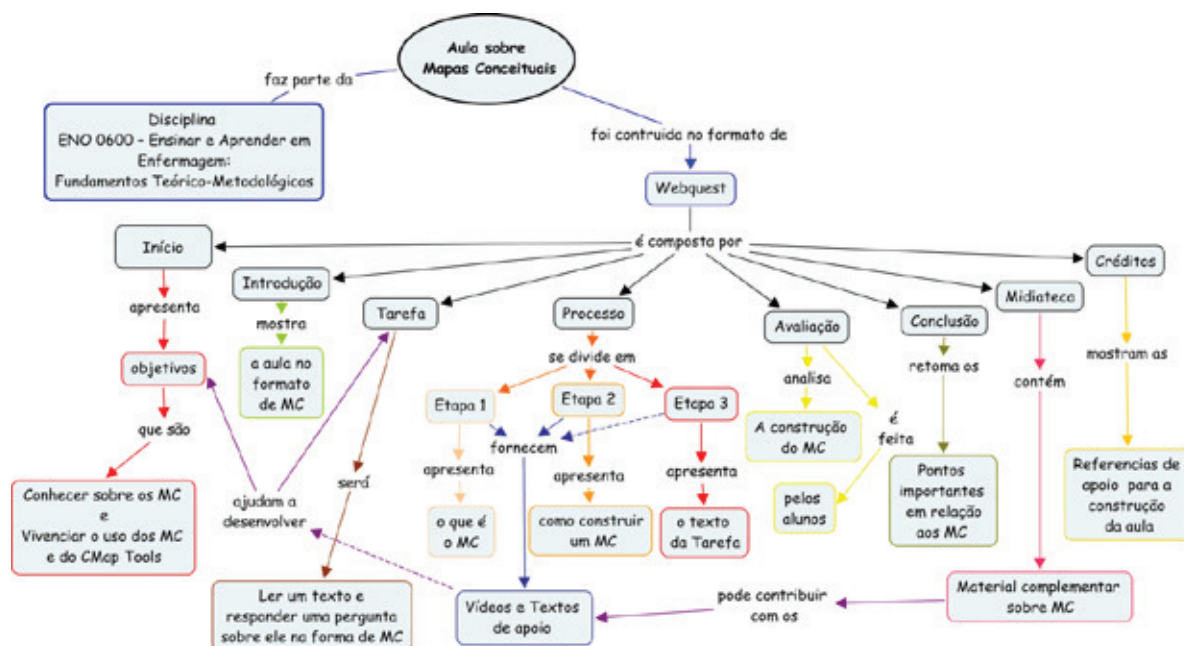 Aula sobre
Mapas Conceituais
faz parte da
Disciplina
ENO 0600 - Ensinar e Aprender em
Enfermagem:
Fundamentos Teórico-Metodológicos
foi contruida no formato de
Webquest
é composta por
Início
apresenta
objetivos
que são
Conhecer sobre os MC
e
Vivenciar o uso dos MC
e do CMap Tools
Introdução
mostra
a aula no
formato
de MC
Tarefa
será
Ler um texto e
responder uma pergunta
sobre ele na forma de MC
Processo
se divide em
Etapa 1
Etapa 2
Etapa 3
fornecem
apresenta
o que é
o MC
apresenta
como construir
um MC
apresenta
o texto
da Tarefa
Vídeos e Textos
de apoio
ajudam a
desenvolver
Avaliação
analisa
A construção
do MC
é
feita
pelos
alunos
Conclusão
retoma os
Pontos
importantes
em relação
aos MC
Midiateca
contém
Material complementar
sobre MC
pode contribuir
com os
Créditos
mostram as
Referencias de
apoio para a
construção
da aula